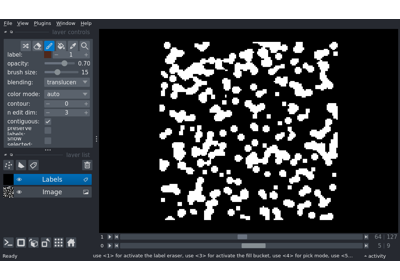 File View Plugins Window Help
layer controls
label: 1
opacity: 0.70
brush size: 15
blending: translucen
color mode: auto
contour: 0
n edit dim: 3
contiguous:
preserve
labels:
show
selected:
layer list
Labels
Image
1 64 127
0 5 9
Ready use <1> for activate the label eraser, use <3> for activate the fill bucket, use <4> for pick mode, use <5... activity